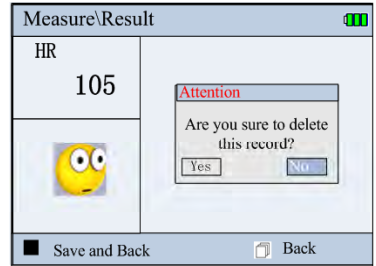 Measure\Result
HR
105
Attention
Are you sure to delete
this record?
Yes
No
Save and Back
Back